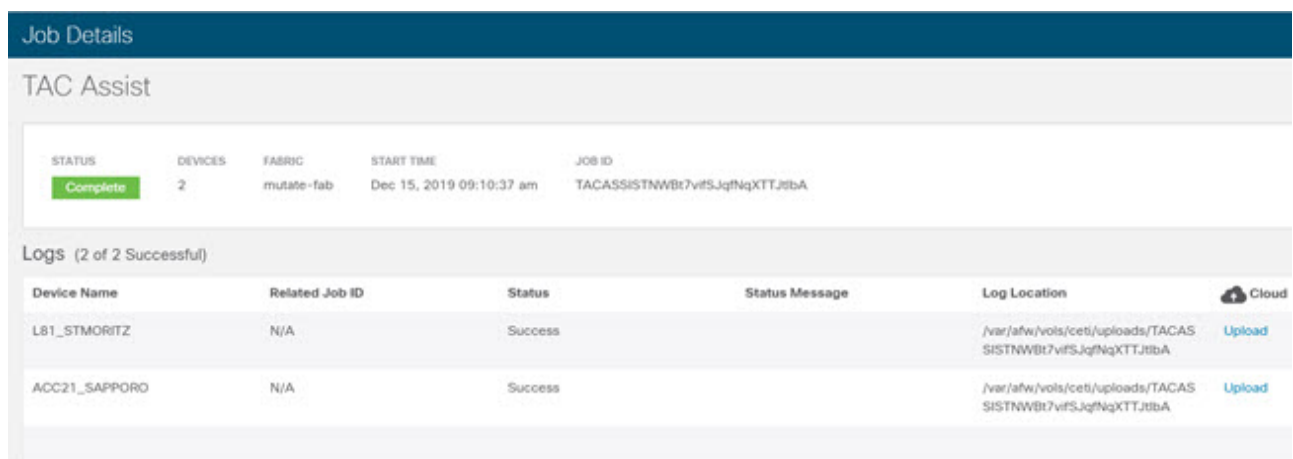 Job Details
TAC Assist
STATUS DEVICES FABRIC START TIME JOB ID
Complete 2 mutate-fab Dec 15, 2019 09:10:37 am TACASSISTNWBt7vifSJqfNqXTTJtlbA
Logs (2 of 2 Successful)
Device Name Related Job ID Status Status Message Log Location Cloud
L81_STMORITZ N/A Success /var/afw/vols/ceti/uploads/TACAS Upload
SISTNWBt7vifSJqfNqXTTJtlbA
ACC21_SAPPORO N/A Success /var/afw/vols/ceti/uploads/TACAS Upload
SISTNWBt7vifSJqfNqXTTJtlbA